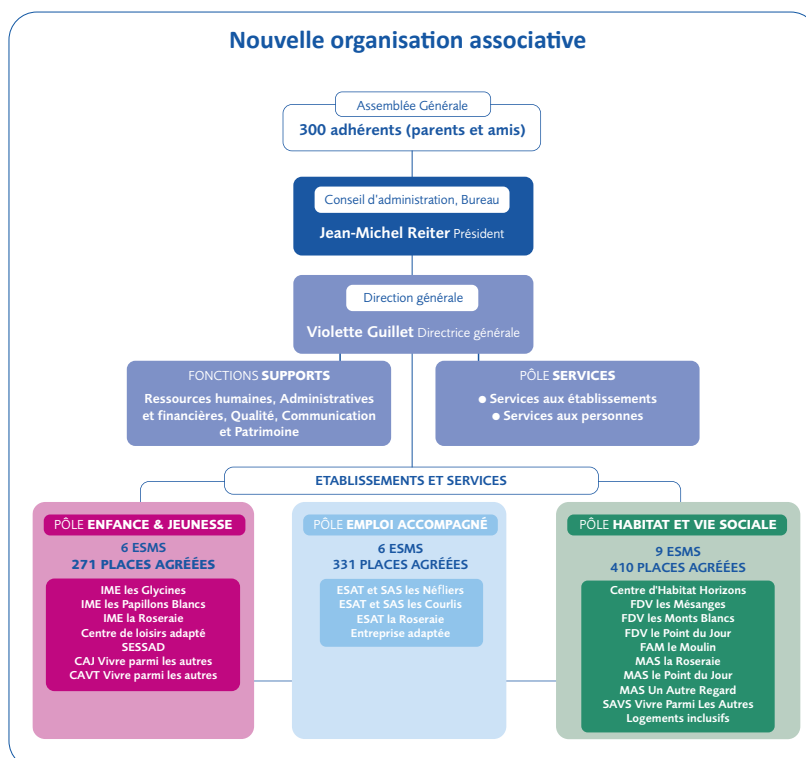 Nouvelle organisation associative
Assemblée Générale
300 adhérents (parents et amis)
Conseil d'administration, Bureau
Jean-Michel Reiter Président
Direction générale
Violette Guillet Directrice générale
FONCTIONS SUPPORTS
Ressources humaines, Administratives
et financières, Qualité, Communication
et Patrimoine
PÔLE SERVICES
● Services aux établissements
● Services aux personnes
ETABLISSEMENTS ET SERVICES
PÔLE ENFANCE & JEUNESSE
6 ESMS
271 PLACES AGRÉÉES
IME les Glycines
IME les Papillons Blancs
IME la Roseraie
Centre de loisirs adapté
SESSAD
CAJ Vivre parmi les autres
CAVT Vivre parmi les autres
PÔLE EMPLOI ACCOMPAGNÉ
6 ESMS
331 PLACES AGRÉÉES
ESAT et SAS les Néfliers
ESAT et SAS les Courlis
ESAT la Roseraie
Entreprise adaptée
PÔLE HABITAT ET VIE SOCIALE
9 ESMS
410 PLACES AGRÉÉES
Centre d'Habitat Horizons
FDV les Mésanges
FDV les Monts Blancs
FDV le Point du Jour
FAM le Moulin
MAS la Roseraie
MAS le Point du Jour
MAS Un Autre Regard
SAVS Vivre Parmi Les Autres
Logements inclusifs